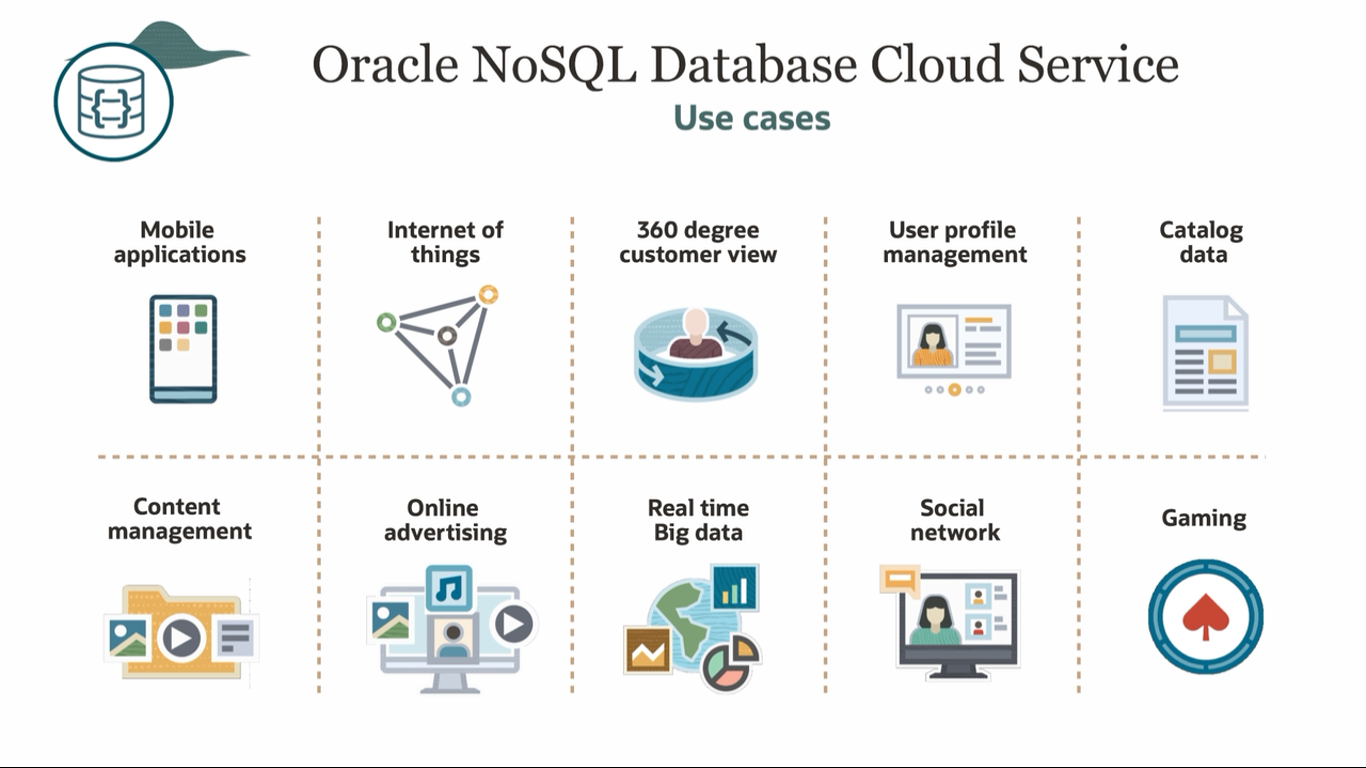 Oracle NoSQL Database Cloud Service
Use cases
Mobile
applications
Internet of
things
360 degree
customer view
User profile
management
Catalog
data
Content
management
Online
advertising
Real time
Big data
Social
network
Gaming